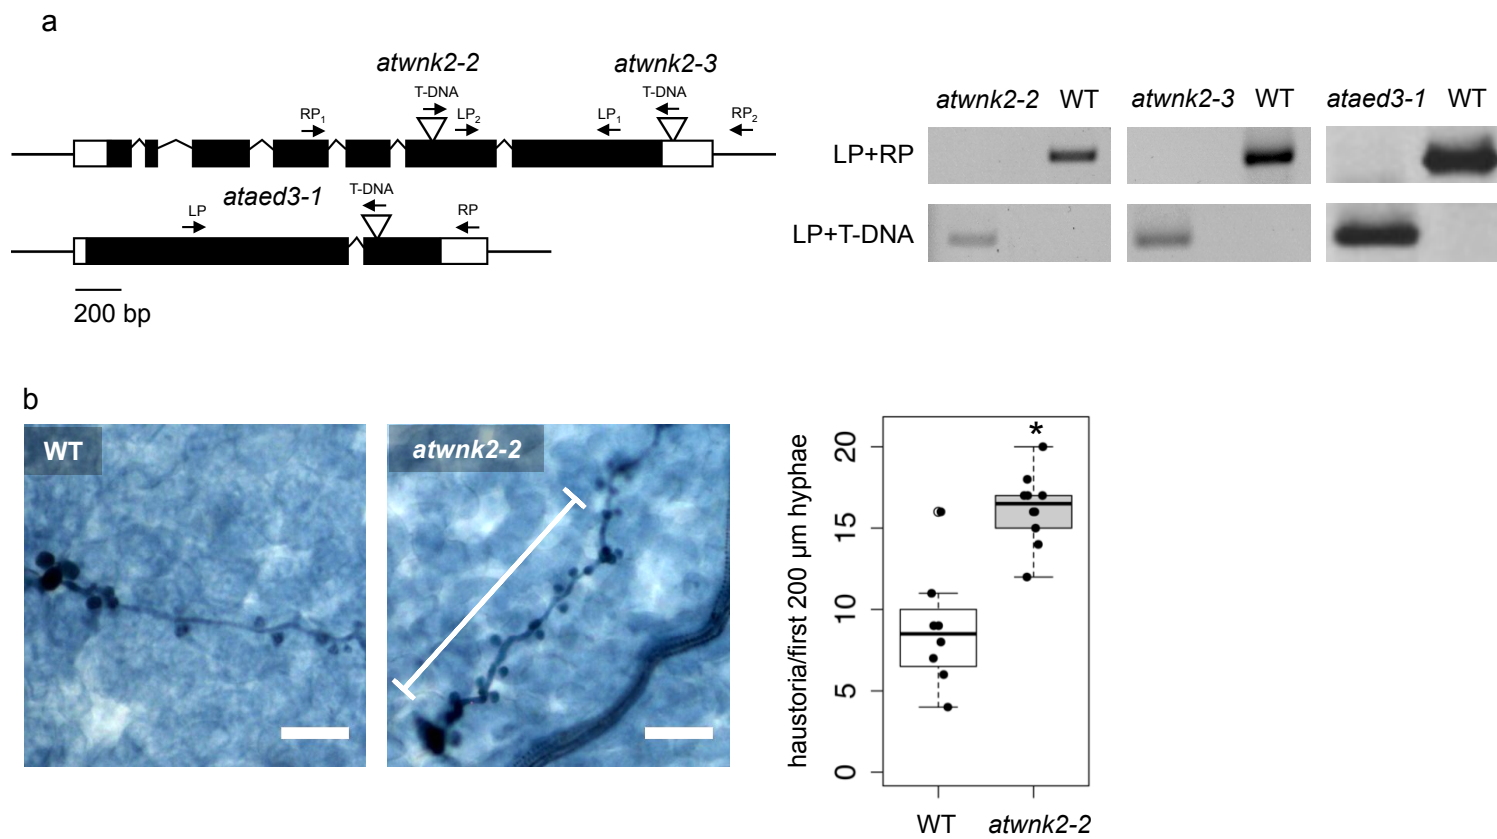 a
atwnk2-2 atwnk2-3
T-DNA T-DNA
RP1 LP2 LP1 RP2
ataed3-1
LP T-DNA RP
200 bp
atwnk2-2 WT atwnk2-3 WT ataed3-1 WT
LP+RP
LP+T-DNA
b
WT
atwnk2-2
haustoria/first 200 µm hyphae
20
15
10
5
0
*
WT atwnk2-2